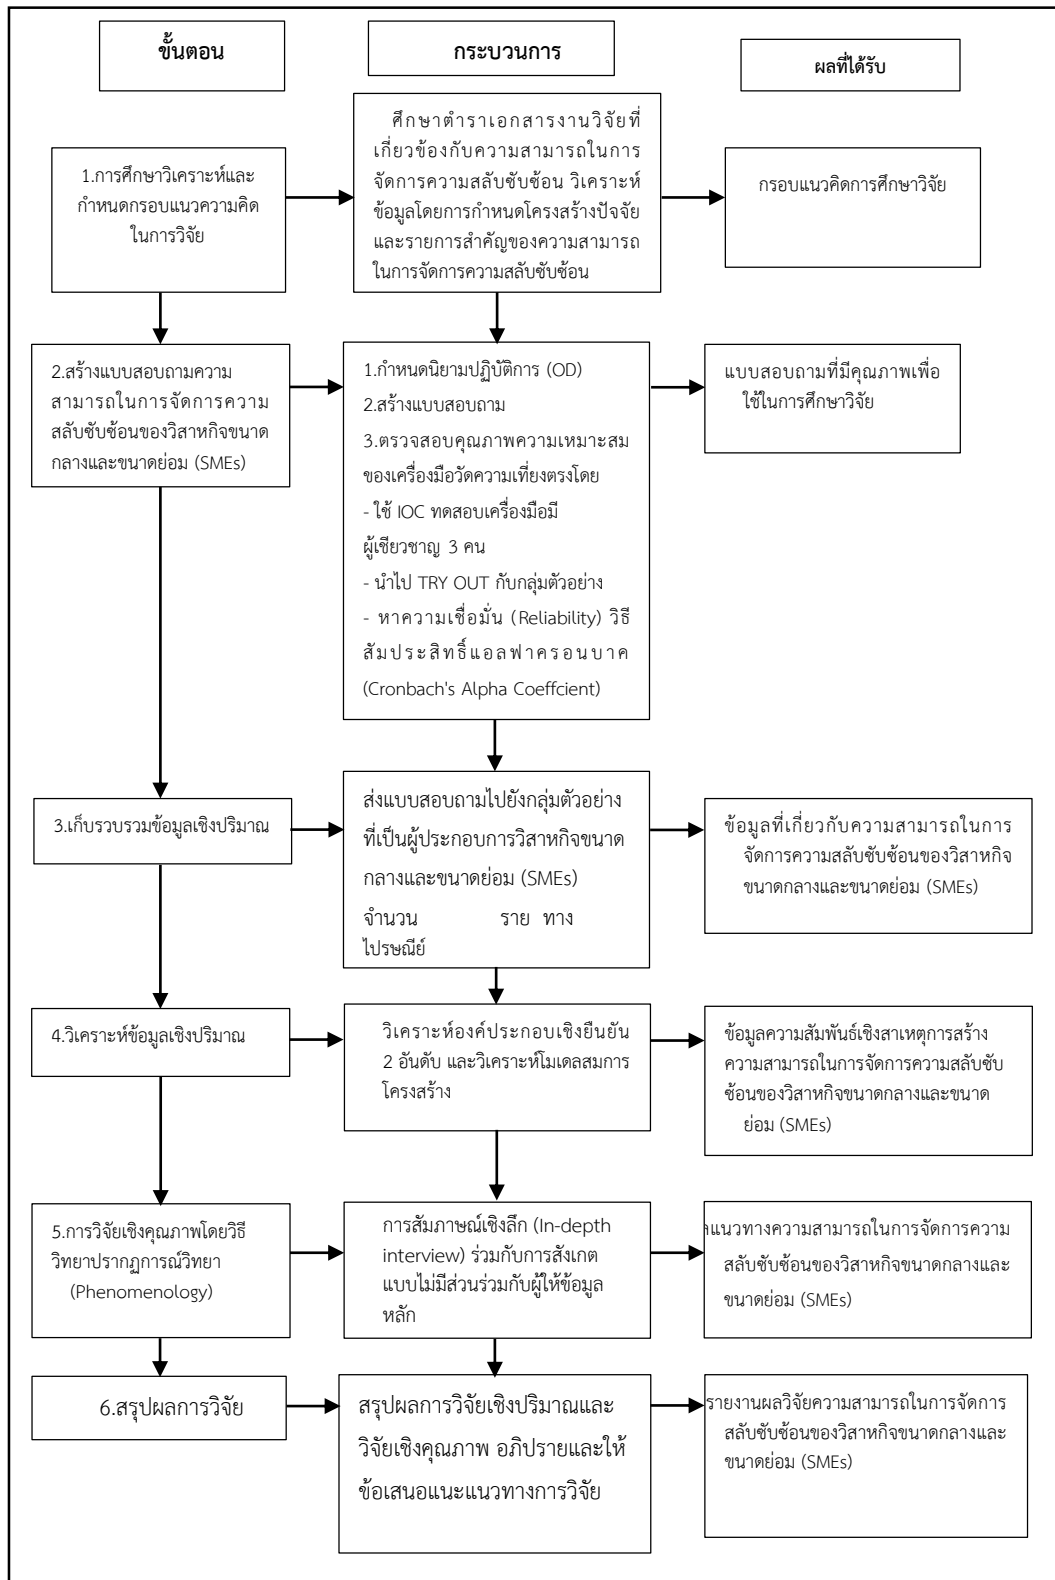 ขั้นตอน
กระบวนการ
ผลที่ได้รับ
1.การศึกษาวิเคราะห์และ
กำหนดกรอบแนวความคิด
ในการวิจัย
ศึกษาตำราเอกสารงานวิจัยที่
เกี่ยวข้องกับความสามารถในการ
จัดการความสลับซับซ้อน วิเคราะห์
ข้อมูลโดยการกำหนดโครงสร้างปัจจัย
และรายการสำคัญของความสามารถ
ในการจัดการความสลับซับซ้อน
กรอบแนวคิดการศึกษาวิจัย
2.สร้างแบบสอบถามความ
สามารถในการจัดการความ
สลับซับซ้อนของวิสาหกิจขนาด
กลางและขนาดย่อม (SMEs)
1.กำหนดนิยามปฏิบัติการ (OD)
2.สร้างแบบสอบถาม
3.ตรวจสอบคุณภาพความเหมาะสม
ของเครื่องมือวัดความเที่ยงตรงโดย
- ใช้ IOC ทดสอบเครื่องมือมี
ผู้เชียวชาญ 3 คน
- นำไป TRY OUT กับกลุ่มตัวอย่าง
- หาความเชื่อมั่น (Reliability) วิธี
สัมประสิทธิ์แอลฟาครอนบาค
(Cronbach's Alpha Coeffcient)
แบบสอบถามที่มีคุณภาพเพื่อ
ใช้ในการศึกษาวิจัย
3.เก็บรวบรวมข้อมูลเชิงปริมาณ
ส่งแบบสอบถามไปยังกลุ่มตัวอย่าง
ที่เป็นผู้ประกอบการวิสาหกิจขนาด
กลางและขนาดย่อม (SMEs)
จำนวน ราย ทาง
ไปรษณีย์
ข้อมูลที่เกี่ยวกับความสามารถในการ
จัดการความสลับซับซ้อนของวิสาหกิจ
ขนาดกลางและขนาดย่อม (SMEs)
4.วิเคราะห์ข้อมูลเชิงปริมาณ
วิเคราะห์องค์ประกอบเชิงยืนยัน
2 อันดับ และวิเคราะห์โมเดลสมการ
โครงสร้าง
ข้อมูลความสัมพันธ์เชิงสาเหตุการสร้าง
ความสามารถในการจัดการความสลับซับ
ซ้อนของวิสาหกิจขนาดกลางและขนาด
ย่อม (SMEs)
5.การวิจัยเชิงคุณภาพโดยวิธี
วิทยาปรากฏการณ์วิทยา
(Phenomenology)
การสัมภาษณ์เชิงลึก (In-depth
interview) ร่วมกับการสังเกต
แบบไม่มีส่วนร่วมกับผู้ให้ข้อมูล
หลัก
แนวทางความสามารถในการจัดการความ
สลับซับซ้อนของวิสาหกิจขนาดกลางและ
ขนาดย่อม (SMEs)
6.สรุปผลการวิจัย
สรุปผลการวิจัยเชิงปริมาณและ
วิจัยเชิงคุณภาพ อภิปรายและให้
ข้อเสนอแนะแนวทางการวิจัย
รายงานผลวิจัยความสามารถในการจัดการ
สลับซับซ้อนของวิสาหกิจขนาดกลางและ
ขนาดย่อม (SMEs)